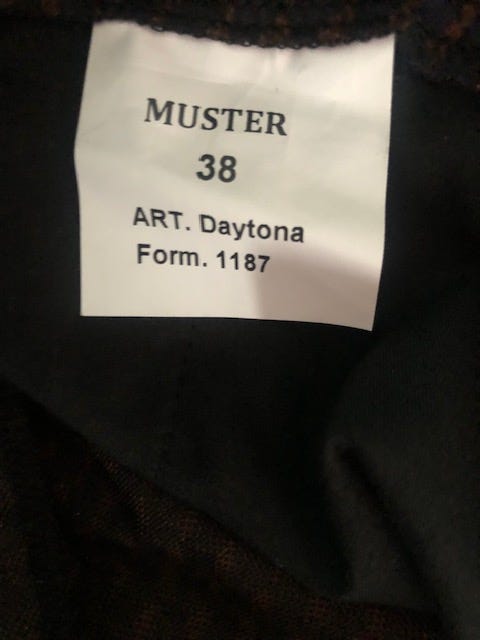 MUSTER
38
ART. Daytona
Form. 1187